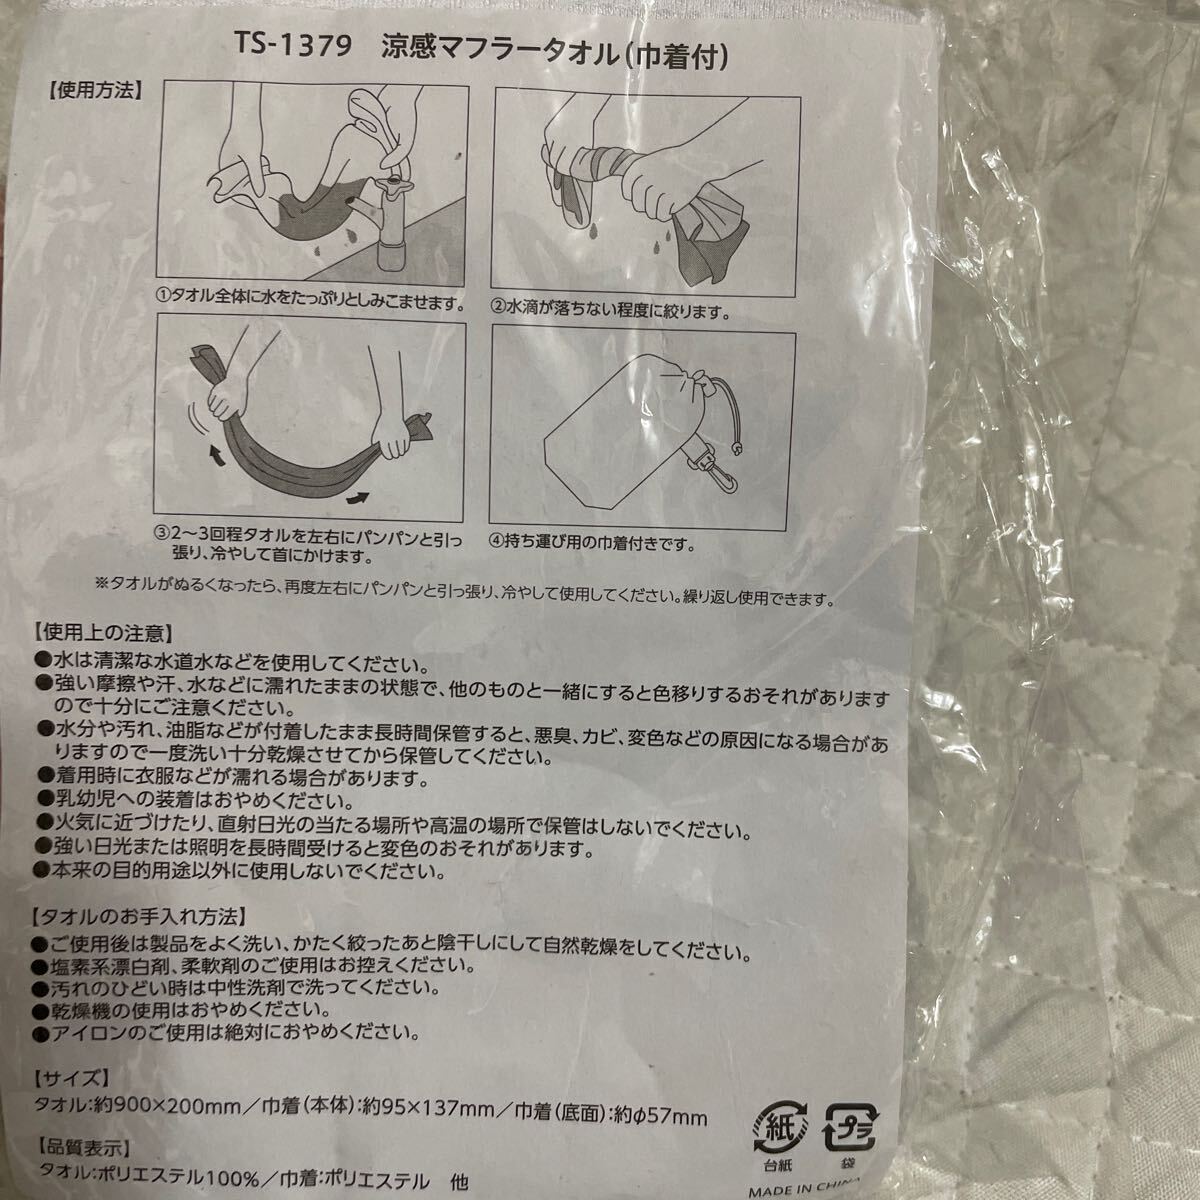 TS-1379　涼感マフラータオル(巾着付)
【使用方法】
①タオル全体に水をたっぷりとしみこませます。
②水滴が落ちない程度に絞ります。
③2〜3回程タオルを左右にパンパンと引っ
張り、冷やして首にかけます。
④持ち運び用の巾着付きです。
※タオルがぬるくなったら、再度左右にパンパンと引っ張り、冷やして使用してください。繰り返し使用できます。
【使用上の注意】
●水は清潔な水道水などを使用してください。
●強い摩擦や汗、水などに濡れたままの状態で、他のものと一緒にすると色移りするおそれがあります
ので十分にご注意ください。
●水分や汚れ、油脂などが付着したまま長時間保管すると、悪臭、カビ、変色などの原因になる場合があ
りますので一度洗い十分乾燥させてから保管してください。
●着用時に衣服などが濡れる場合があります。
●乳幼児への装着はおやめください。
●火気に近づけたり、直射日光の当たる場所や高温の場所で保管はしないでください。
●強い日光または照明を長時間受けると変色のおそれがあります。
●本来の目的用途以外に使用しないでください。
【タオルのお手入れ方法】
●ご使用後は製品をよく洗い、かたく絞ったあと陰干しにして自然乾燥をしてください。
●塩素系漂白剤、柔軟剤のご使用はお控えください。
●汚れのひどい時は中性洗剤で洗ってください。
●乾燥機の使用はおやめください。
●アイロンのご使用は絶対におやめください。
【サイズ】
タオル:約900×200mm／巾着(本体):約95×137mm／巾着(底面):約φ57mm
【品質表示】
タオル:ポリエステル100%／巾着:ポリエステル　他
紙
台紙
プラ
袋
MADE IN CHINA